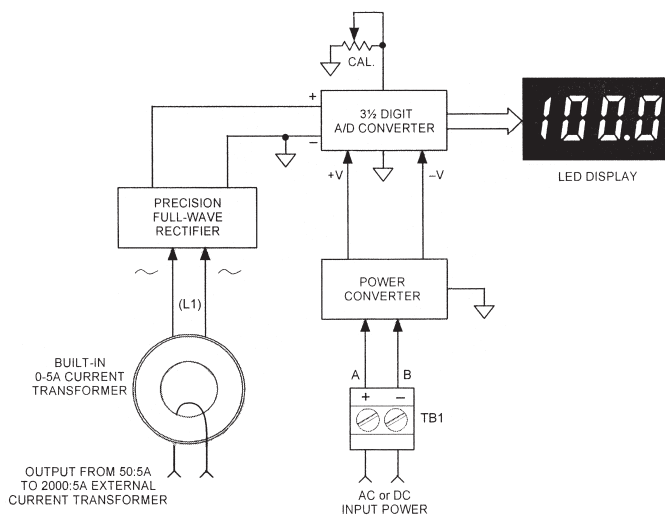 CAL.
+
3½ DIGIT
A/D CONVERTER
−
100.0
LED DISPLAY
+V
−V
PRECISION
FULL-WAVE
RECTIFIER
POWER
CONVERTER
(L1)
BUILT-IN
0-5A CURRENT
TRANSFORMER
A
B
+
−
TB1
OUTPUT FROM 50:5A
TO 2000:5A EXTERNAL
CURRENT TRANSFORMER
AC or DC
INPUT POWER